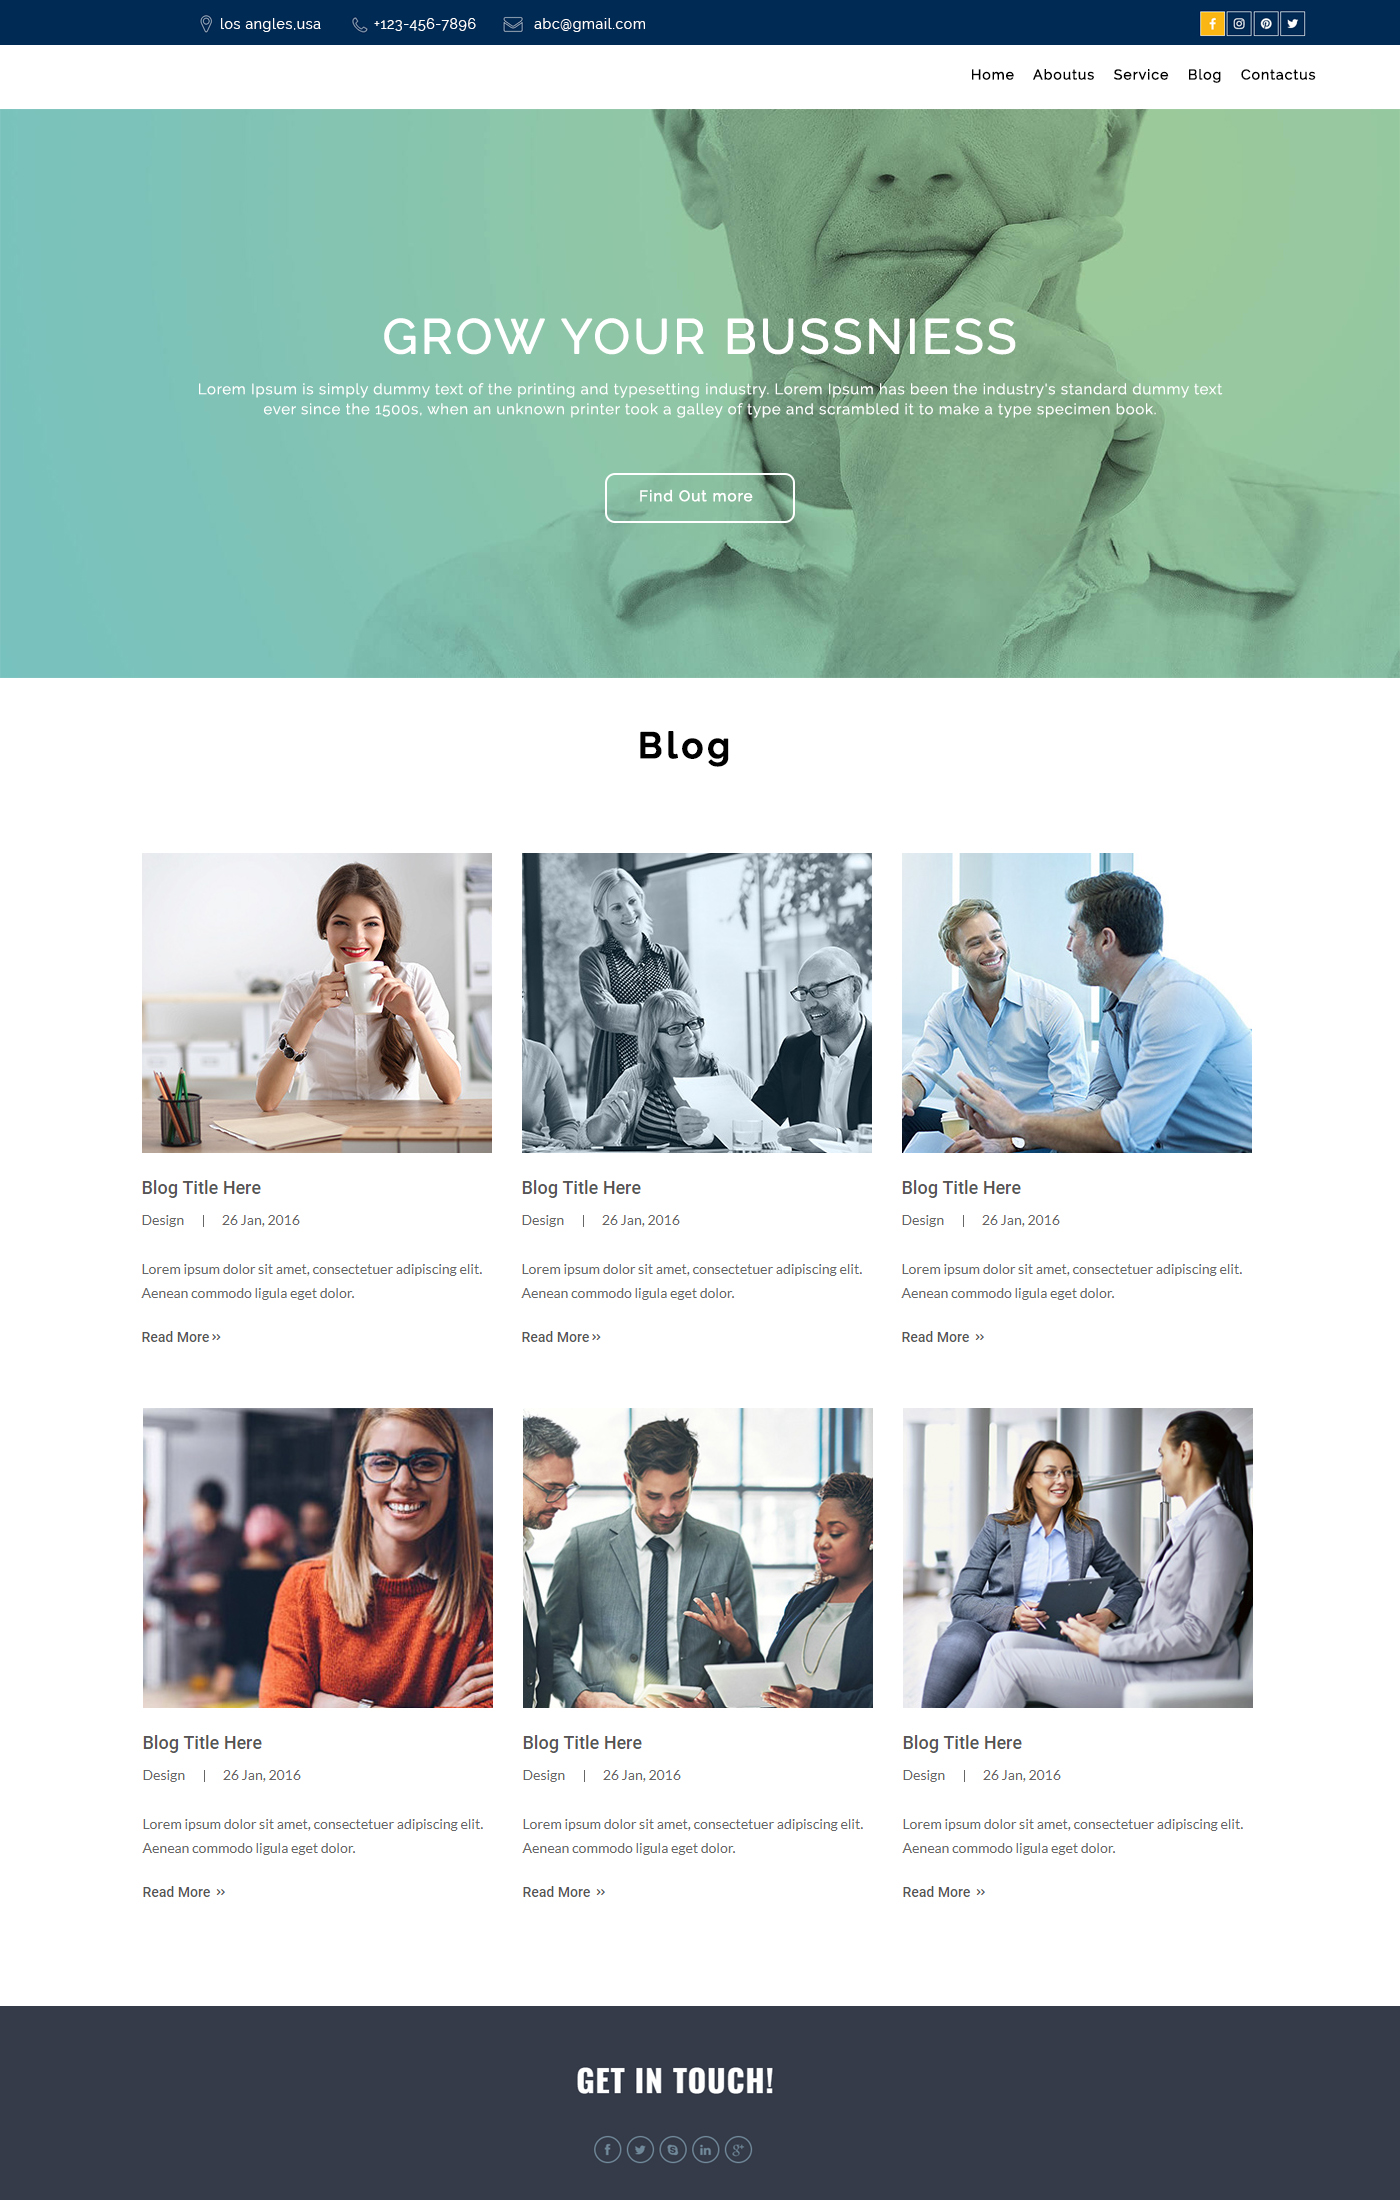 los angles,usa +123-456-7896 abc@gmail.com
Home Aboutus Service Blog Contactus
GROW YOUR BUSSNIESS
Lorem Ipsum is simply dummy text of the printing and typesetting industry. Lorem Ipsum has been the industry's standard dummy text
ever since the 1500s, when an unknown printer took a galley of type and scrambled it to make a type specimen book.
Find Out more
Blog
Blog Title Here
Design | 26 Jan, 2016
Lorem ipsum dolor sit amet, consectetuer adipiscing elit.
Aenean commodo ligula eget dolor.
Read More »
Blog Title Here
Design | 26 Jan, 2016
Lorem ipsum dolor sit amet, consectetuer adipiscing elit.
Aenean commodo ligula eget dolor.
Read More »
Blog Title Here
Design | 26 Jan, 2016
Lorem ipsum dolor sit amet, consectetuer adipiscing elit.
Aenean commodo ligula eget dolor.
Read More »
Blog Title Here
Design | 26 Jan, 2016
Lorem ipsum dolor sit amet, consectetuer adipiscing elit.
Aenean commodo ligula eget dolor.
Read More »
Blog Title Here
Design | 26 Jan, 2016
Lorem ipsum dolor sit amet, consectetuer adipiscing elit.
Aenean commodo ligula eget dolor.
Read More »
Blog Title Here
Design | 26 Jan, 2016
Lorem ipsum dolor sit amet, consectetuer adipiscing elit.
Aenean commodo ligula eget dolor.
Read More »
GET IN TOUCH!